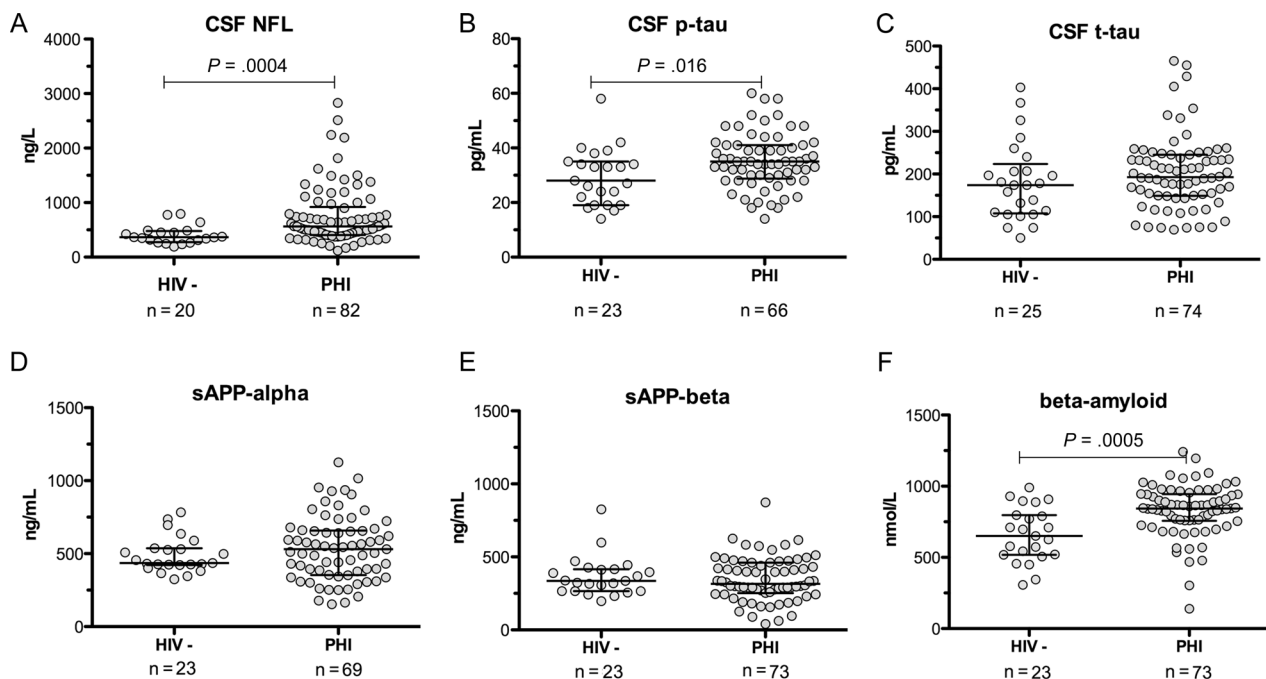 A
CSF NFL
4000
3000
2000
1000
0
ng/L
P = .0004
HIV -
PHI
n = 20
n = 82
B
CSF p-tau
80
60
40
20
0
pg/mL
P = .016
HIV -
PHI
n = 23
n = 66
C
CSF t-tau
500
400
300
200
100
0
pg/mL
HIV -
PHI
n = 25
n = 74
D
sAPP-alpha
1500
1000
500
0
ng/mL
HIV -
PHI
n = 23
n = 69
E
sAPP-beta
1500
1000
500
0
ng/mL
HIV -
PHI
n = 23
n = 73
F
beta-amyloid
1500
1000
500
0
nmol/L
P = .0005
HIV -
PHI
n = 23
n = 73